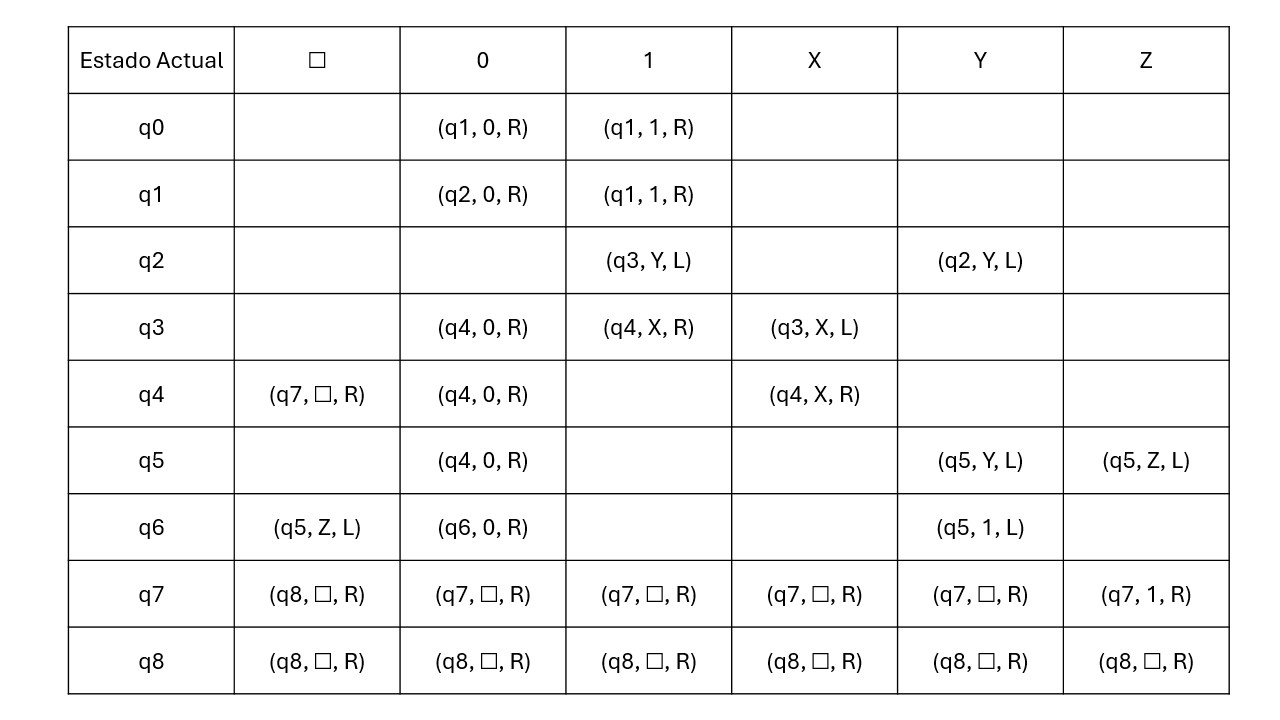 Estado Actual □ 0 1 X Y Z
q0 (q1, 0, R) (q1, 1, R)
q1 (q2, 0, R) (q1, 1, R)
q2 (q3, Y, L) (q2, Y, L)
q3 (q4, 0, R) (q4, X, R) (q3, X, L)
q4 (q7, □, R) (q4, 0, R) (q4, X, R)
q5 (q4, 0, R) (q5, Y, L) (q5, Z, L)
q6 (q5, Z, L) (q6, 0, R) (q5, 1, L)
q7 (q8, □, R) (q7, □, R) (q7, □, R) (q7, □, R) (q7, □, R) (q7, 1, R)
q8 (q8, □, R) (q8, □, R) (q8, □, R) (q8, □, R) (q8, □, R) (q8, □, R)